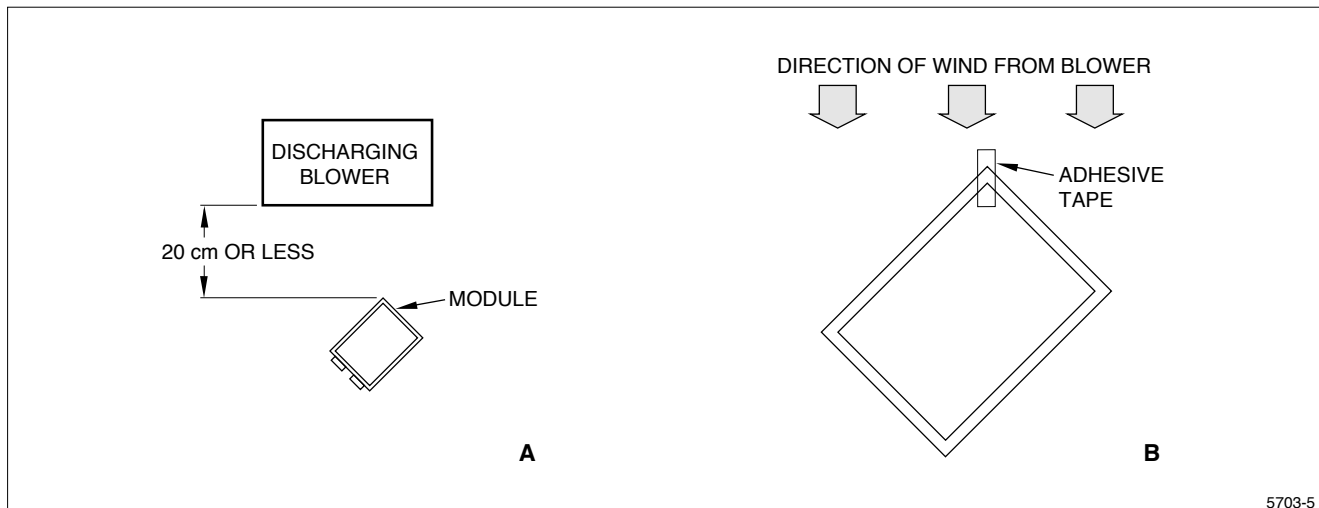 DISCHARGING
BLOWER
20 cm OR LESS
MODULE
A
DIRECTION OF WIND FROM BLOWER
ADHESIVE
TAPE
B
5703-5